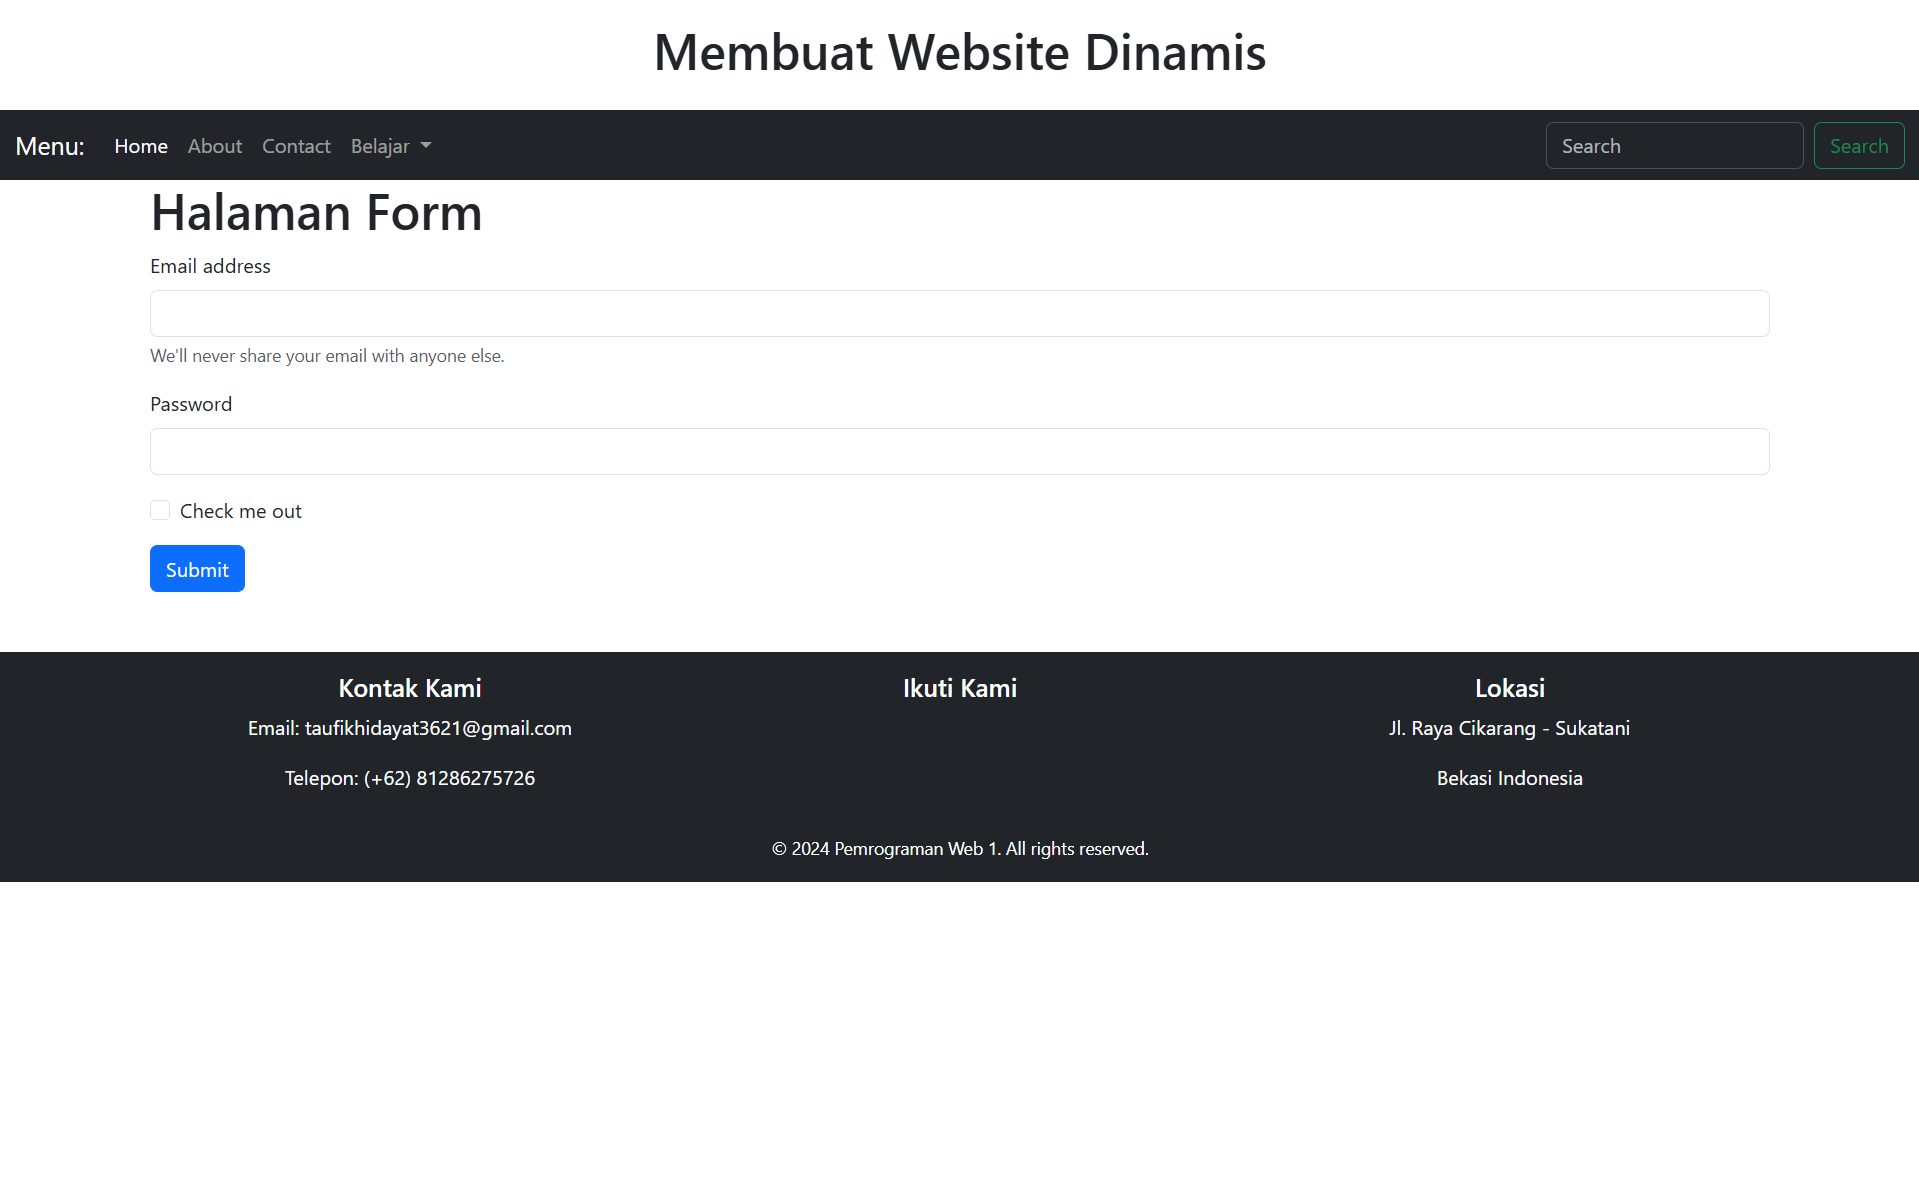 Membuat Website Dinamis
Menu: Home About Contact Belajar Search Search
Halaman Form
Email address
We'll never share your email with anyone else.
Password
Check me out
Submit
Kontak Kami
Email: taufikhidayat3621@gmail.com
Telepon: (+62) 81286275726
Ikuti Kami
Lokasi
Jl. Raya Cikarang - Sukatani
Bekasi Indonesia
© 2024 Pemrograman Web 1. All rights reserved.